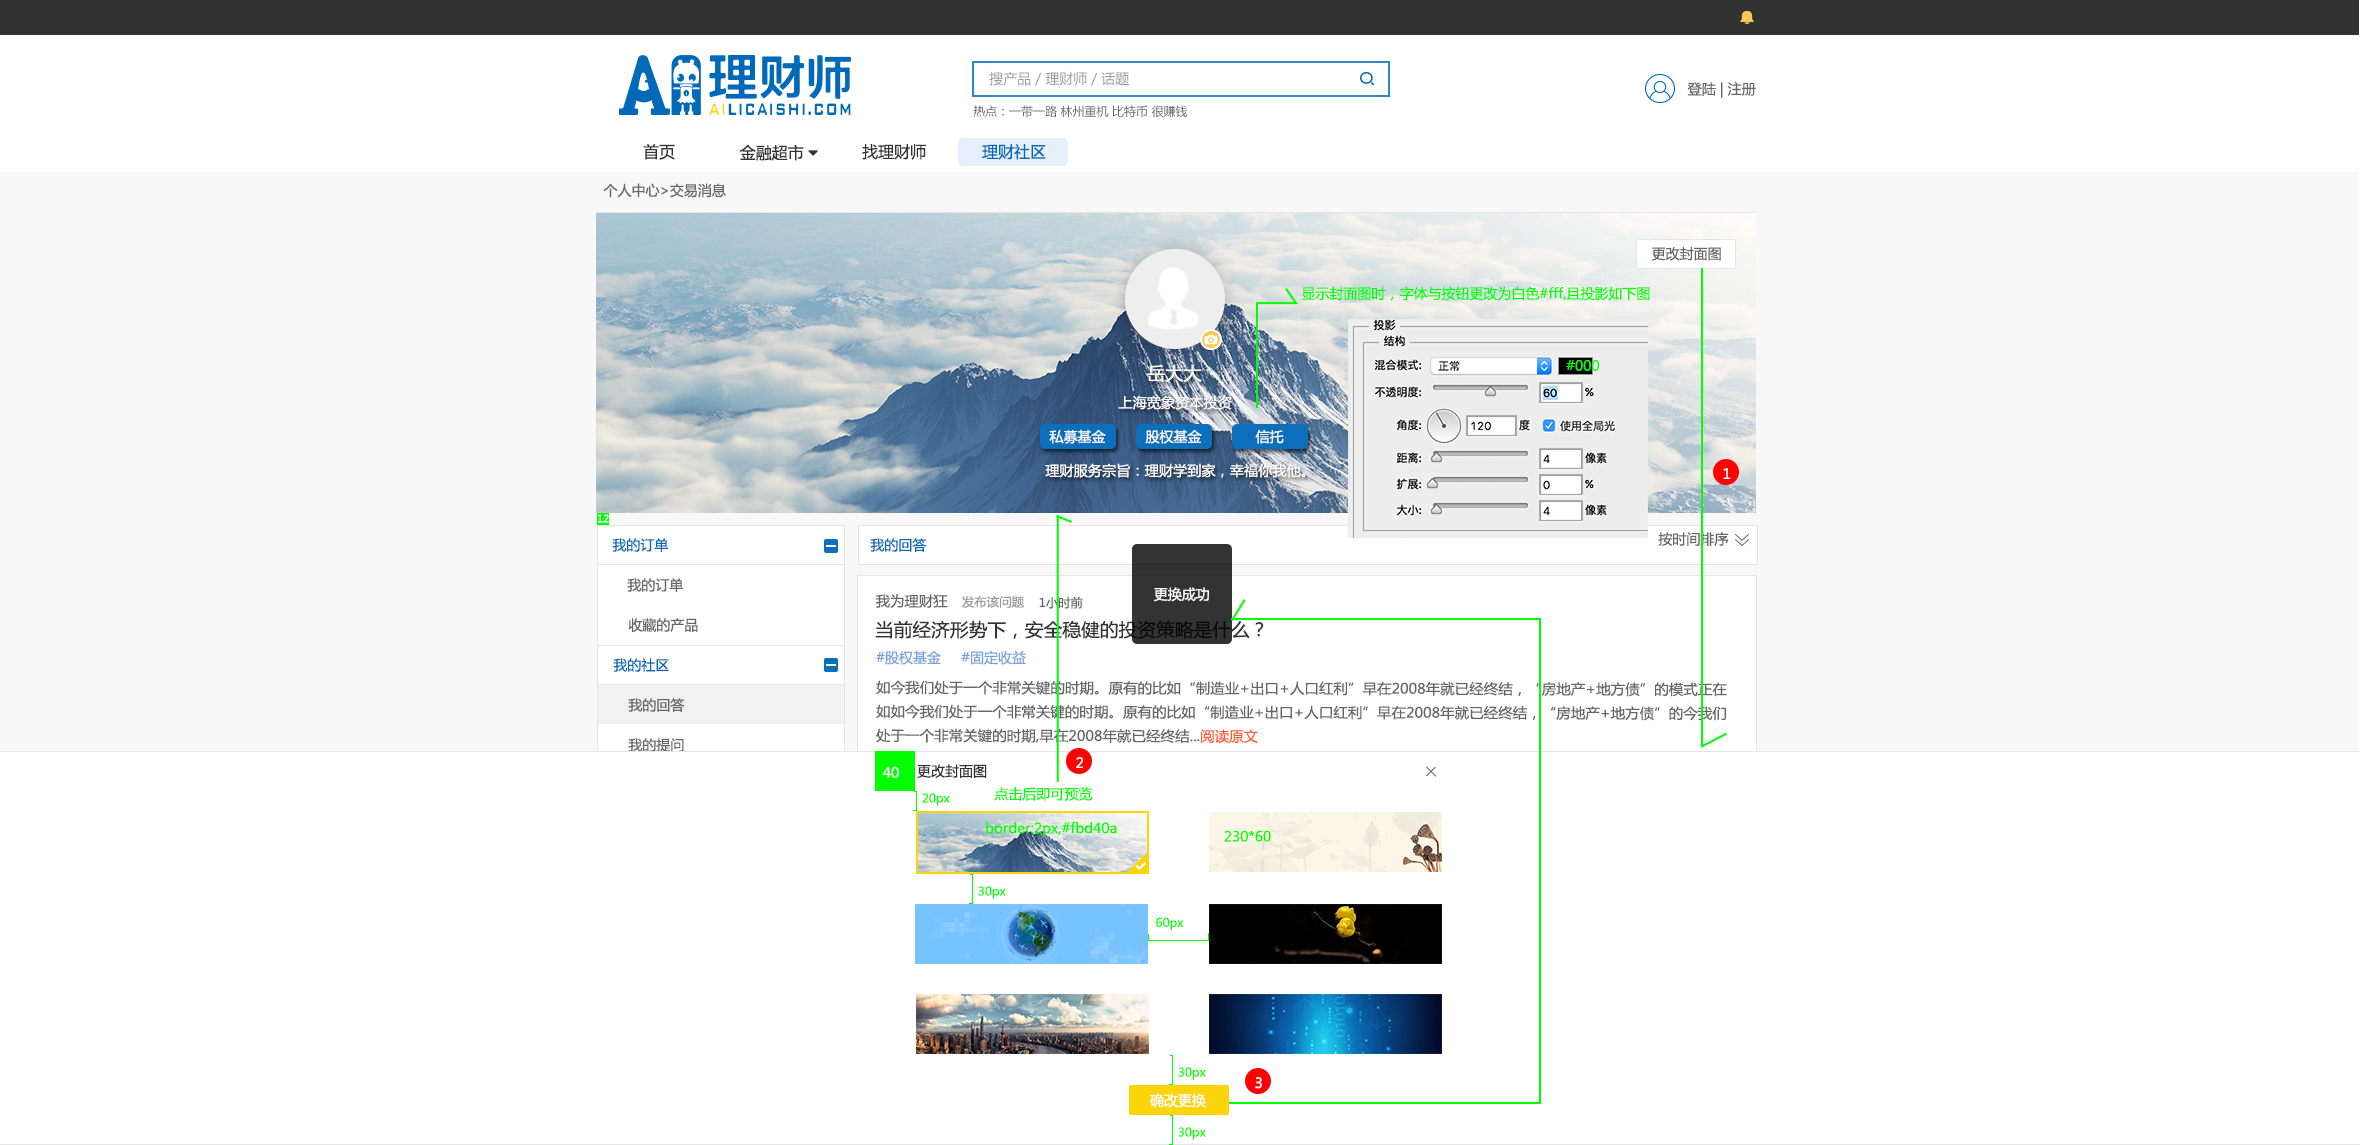 AI理财师
AILICAISHI.COM
搜产品 / 理财师 / 话题
热点：一带一路 林州重机 比特币 很赚钱
登陆 | 注册
首页
金融超市
找理财师
理财社区
个人中心>交易消息
更改封面图
显示封面图时，字体与按钮更改为白色#fff,且投影如下图
投影
结构
混合模式: 正常 #000
不透明度: 60 %
角度: 120 度 使用全局光
距离: 4 像素
扩展: 0 %
大小: 4 像素
岳大大
上海宽象资本投资
私募基金
股权基金
信托
理财服务宗旨：理财学到家，幸福你我他。
1
12
我的订单
我的订单
收藏的产品
我的社区
我的回答
我的提问
我的回答
按时间排序
更换成功
我为理财狂 发布该问题 1小时前
当前经济形势下，安全稳健的投资策略是什么？
#股权基金 #固定收益
如今我们处于一个非常关键的时期。原有的比如“制造业+出口+人口红利”早在2008年就已经终结，“房地产+地方债”的模式正在
如如今我们处于一个非常关键的时期。原有的比如“制造业+出口+人口红利”早在2008年就已经终结，“房地产+地方债”的今我们
处于一个非常关键的时期,早在2008年就已经终结...阅读原文
40
更改封面图
2
20px
点击后即可预览
border:2px,#fbd40a
230*60
30px
60px
30px
3
确改更换
30px